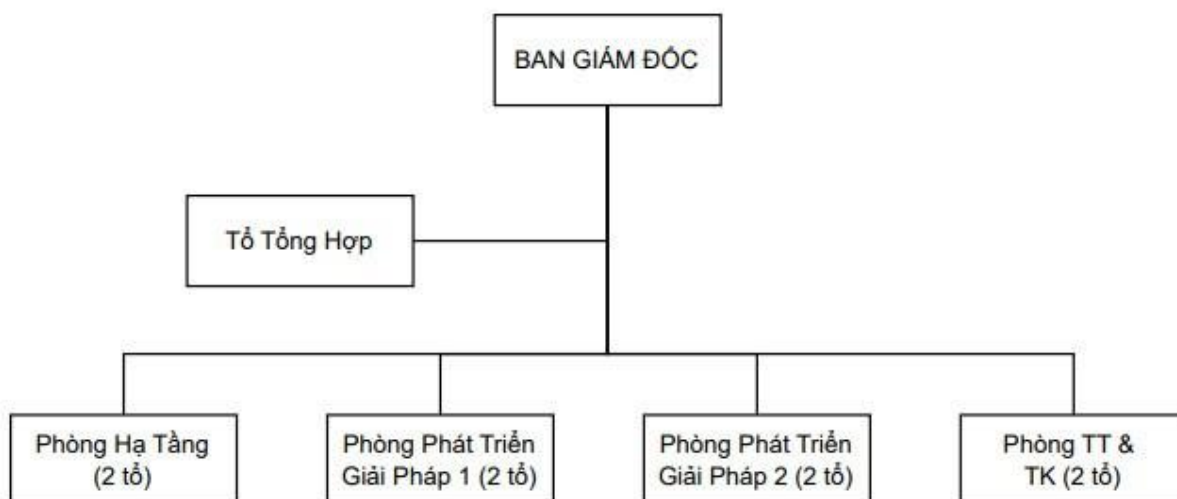 BAN GIÁM ĐỐC
Tổ Tổng Hợp
Phòng Hạ Tầng
(2 tổ)
Phòng Phát Triển
Giải Pháp 1 (2 tổ)
Phòng Phát Triển
Giải Pháp 2 (2 tổ)
Phòng TT &
TK (2 tổ)